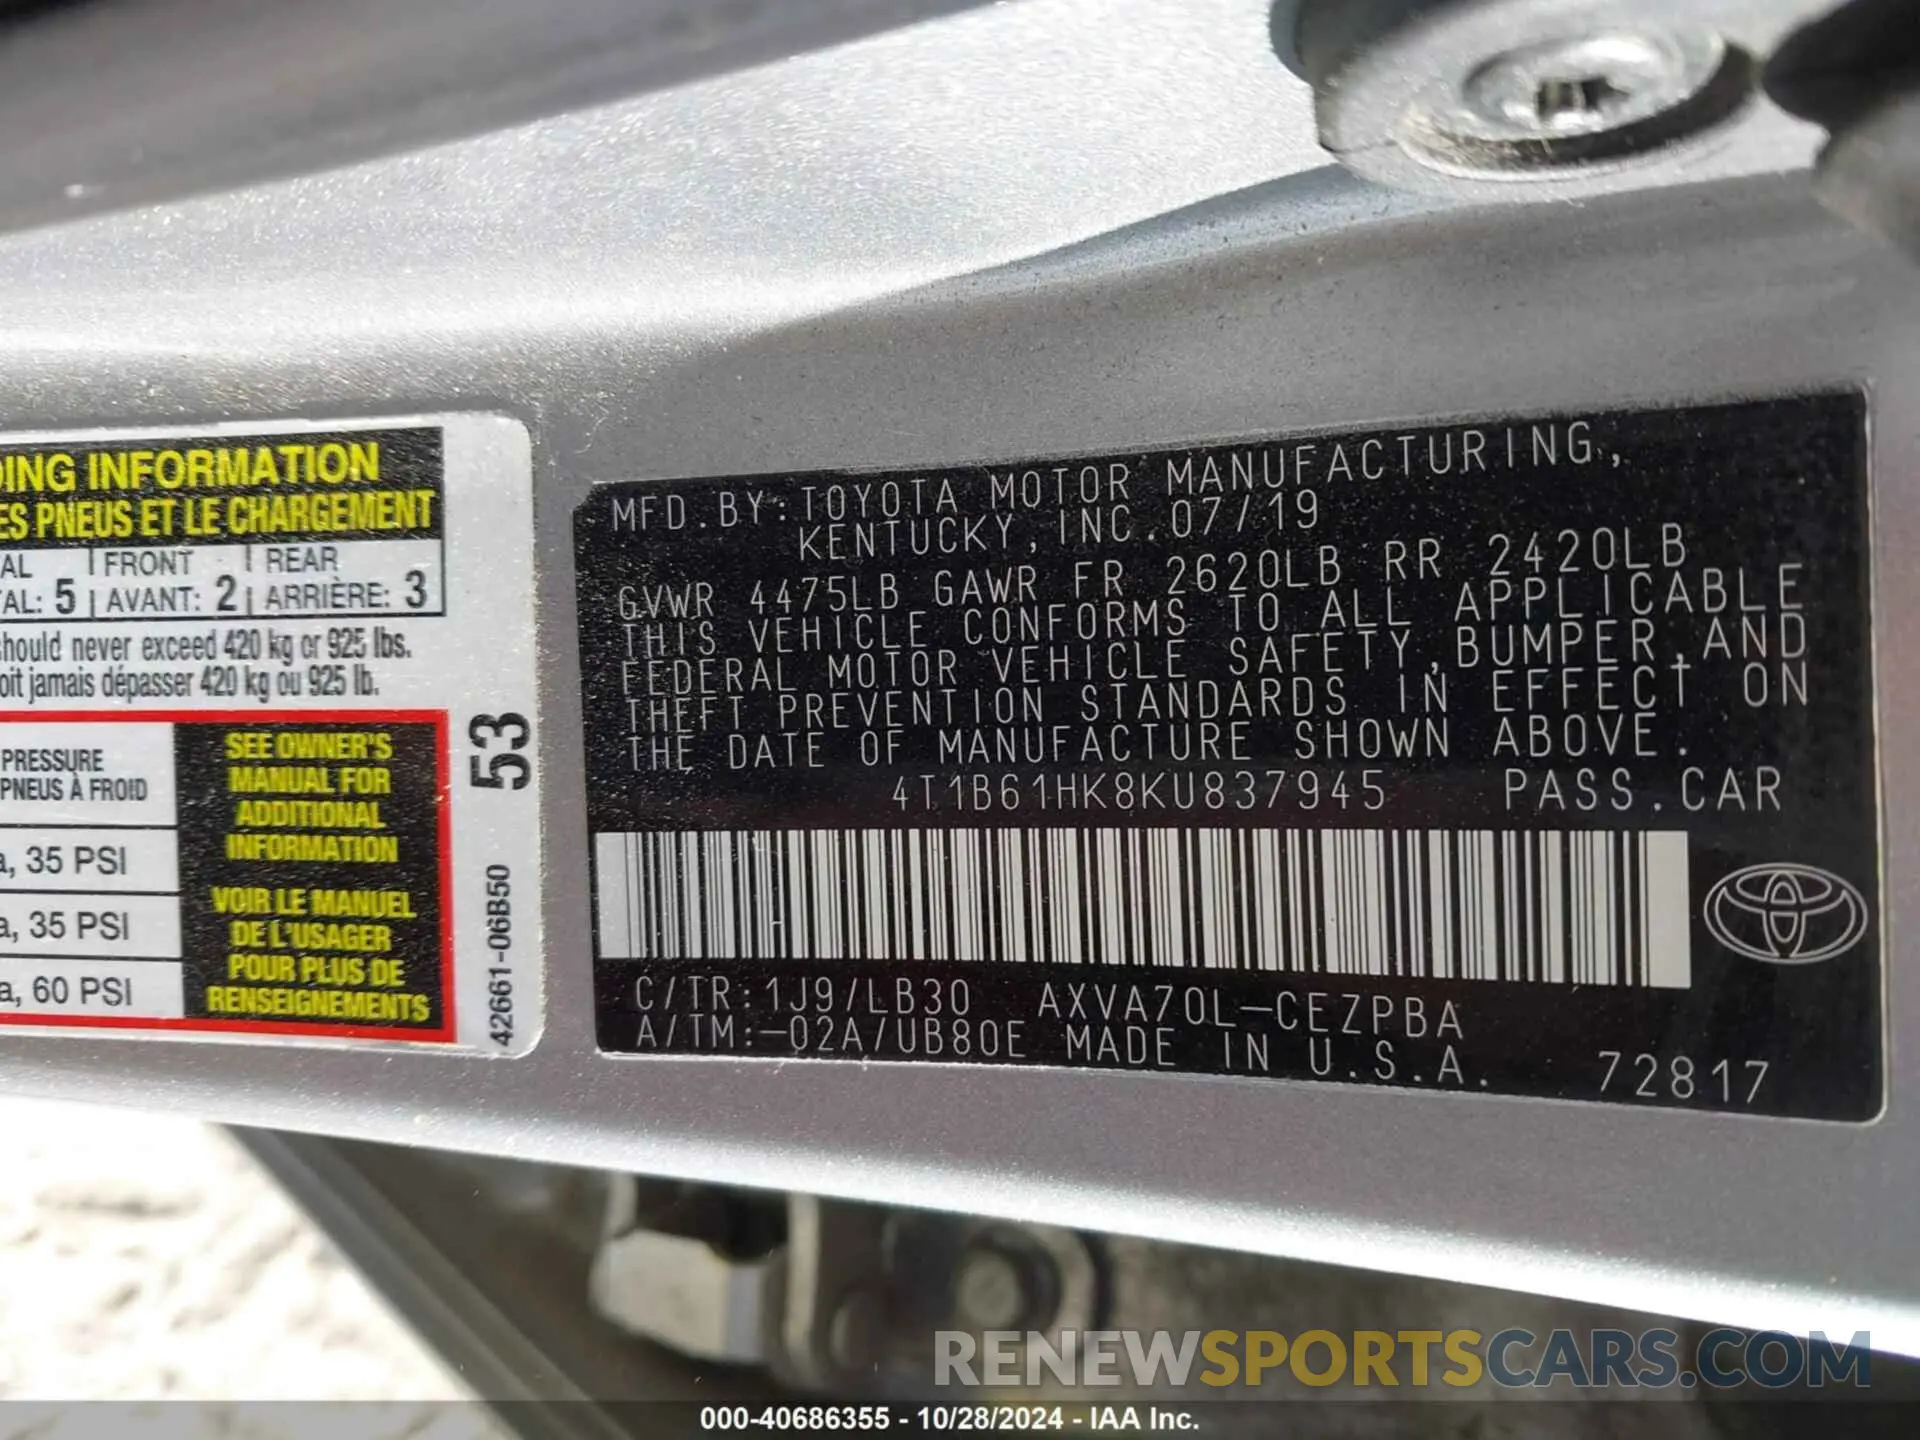 DING INFORMATION
ES PNEUS ET LE CHARGEMENT
AL FRONT REAR
TAL: 5 AVANT: 2 ARRIÈRE: 3
should never exceed 420 kg or 925 lbs.
oit jamais dépasser 420 kg ou 925 lb.
PRESSURE
PNEUS À FROID
a, 35 PSI
a, 35 PSI
a, 60 PSI
SEE OWNER'S
MANUAL FOR
ADDITIONAL
INFORMATION
VOIR LE MANUEL
DE L'USAGER
POUR PLUS DE
RENSEIGNEMENTS
53
42661-06B50
MFD.BY:TOYOTA MOTOR MANUFACTURING,
KENTUCKY,INC.07/19
GVWR 4475LB GAWR FR 2620LB RR 2420LB
THIS VEHICLE CONFORMS TO ALL APPLICABLE
FEDERAL MOTOR VEHICLE SAFETY,BUMPER,AND
THEFT PREVENTION STANDARDS IN EFFECT ON
THE DATE OF MANUFACTURE SHOWN ABOVE.
4T1B61HK8KU837945 PASS.CAR
C/TR:1J9/LB30 AXVA70L-CEZPBA
A/TM:-02A/UB80E MADE IN U.S.A.
72817
RENEWSPORTSCARS.COM
000-40686355 - 10/28/2024 - IAA Inc.